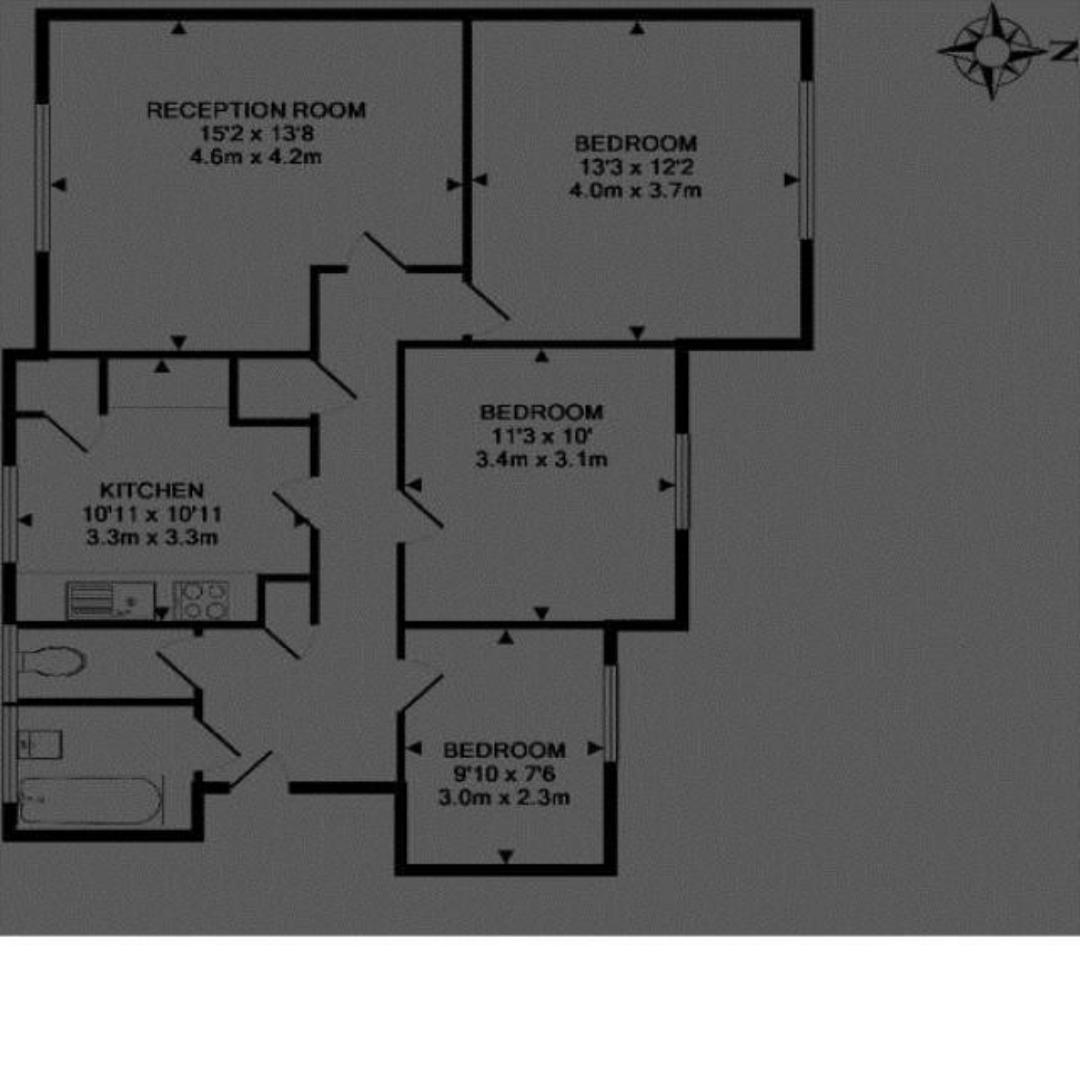 N
RECEPTION ROOM
15'2 x 13'8
4.6m x 4.2m
BEDROOM
13'3 x 12'2
4.0m x 3.7m
BEDROOM
11'3 x 10'
3.4m x 3.1m
KITCHEN
10'11 x 10'11
3.3m x 3.3m
BEDROOM
9'10 x 7'6
3.0m x 2.3m